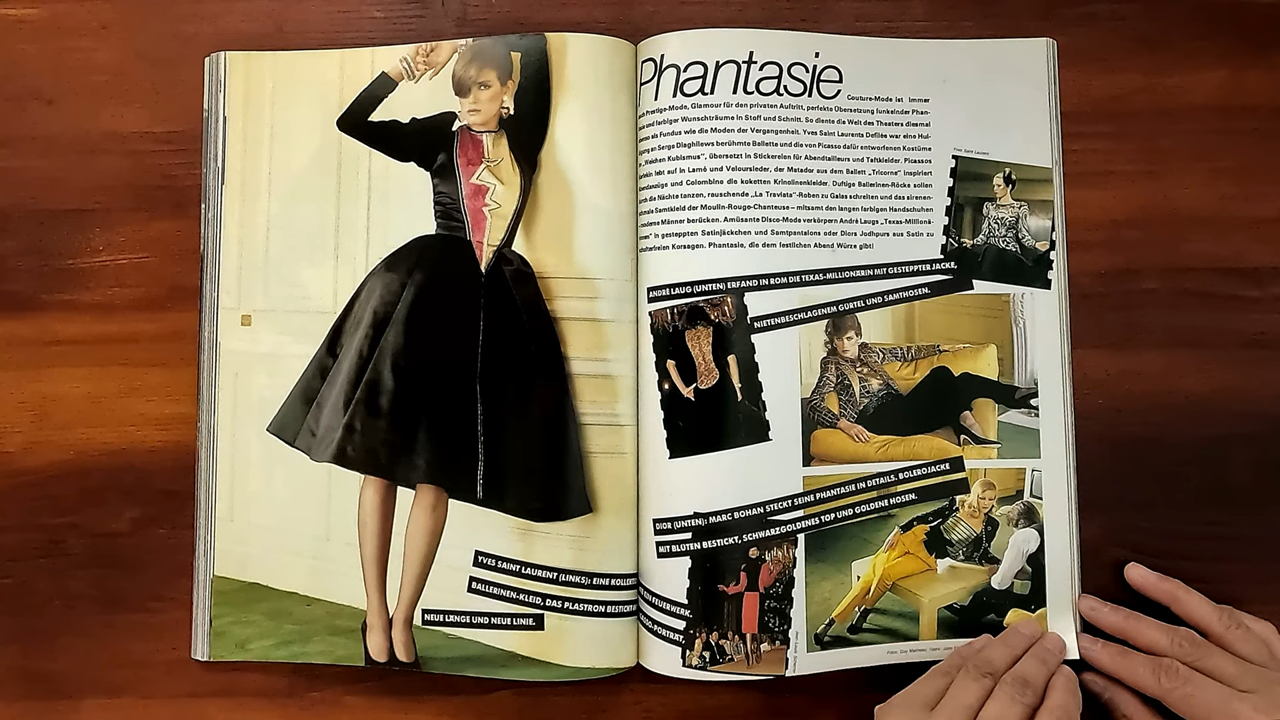 Phantasie
Couture-Mode ist immer
Prestige-Mode, Glamour für den privaten Auftritt, perfekte Übersetzung funkelnder Phan-
und farbiger Wunschträume in Stoff und Schnitt. So diente die Welt des Theaters diesmal
als Fundus wie die Moden der Vergangenheit. Yves Saint Laurents Defilée war eine Hul-
an Serge Diaghilews berühmte Ballette und die von Picasso dafür entworfenen Kostüme
„Weichen Kubismus“, übersetzt in Stickereien für Abendtailleurs und Taftkleider. Picassos
lebt auf in Lamé und Veloursleder, der Matador aus dem Ballett „Tricorne“ inspiriert
und Colombine die koketten Krinolinenkleider. Duftige Ballerinen-Röcke sollen
die Nächte tanzen, rauschende „La Traviata“-Roben zu Galas schreiten und das sirenen-
Samtkleid der Moulin-Rouge-Chanteuse – mitsamt den langen farbigen Handschuhen
moderne Männer berücken. Amüsante Disco-Mode verkörpern André Laugs „Texas-Millionä-
in gesteppten Satinjäckchen und Samtpantalons oder Diors Jodhpurs aus Satin zu
schulterfreien Korsagen. Phantasie, die dem festlichen Abend Würze gibt!
Yves Saint Laurent
ANDRÉ LAUG (UNTEN) ERFAND IN ROM DIE TEXAS-MILLIONÄRIN MIT GESTEPPTER JACKE,
NIETENBESCHLAGENEM GÜRTEL UND SAMTHOSEN.
DIOR (UNTEN): MARC BOHAN STECKT SEINE PHANTASIE IN DETAILS. BOLEROJACKE
MIT BLÜTEN BESTICKT, SCHWARZGOLDENES TOP UND GOLDENE HOSEN.
YVES SAINT LAURENT (LINKS): EINE KOLLEKT
EIN FEUERWERK.
BALLERINEN-KLEID, DAS PLASTRON BESTICKT
PORTRÄT,
NEUE LÄNGE UND NEUE LINIE.